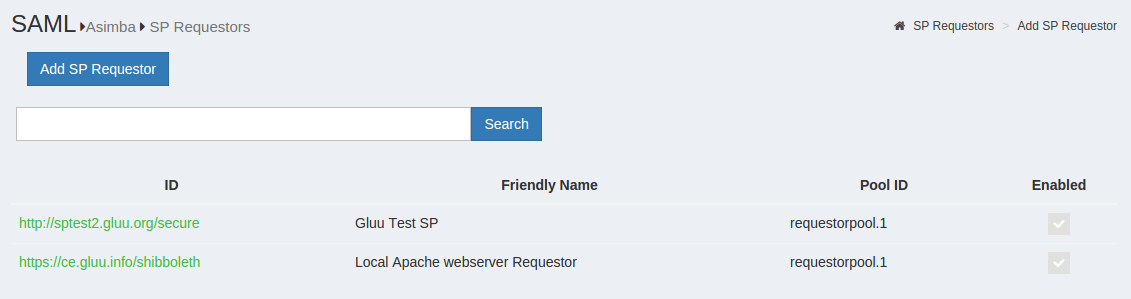 SAML Asimba SP Requestors
SP Requestors > Add SP Requestor
Add SP Requestor
Search
ID Friendly Name Pool ID Enabled
http://sptest2.gluu.org/secure Gluu Test SP requestorpool.1
https://ce.gluu.info/shibboleth Local Apache webserver Requestor requestorpool.1